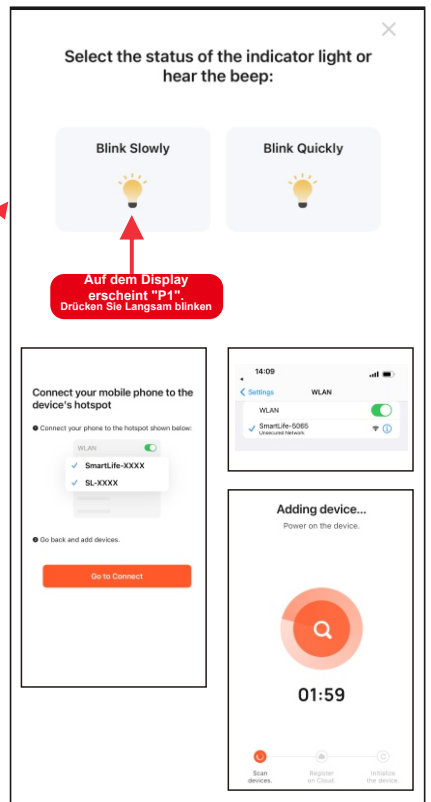 Select the status of the indicator light or
hear the beep:
Blink Slowly
Blink Quickly
Auf dem Display
erscheint "P1".
Drücken Sie Langsam blinken
Connect your mobile phone to the
device's hotspot
❶ Connect your phone to the hotspot shown below:
WLAN
SmartLife-XXXX
SL-XXXX
❷ Go back and add devices.
Go to Connect
14:09
Settings
WLAN
WLAN
SmartLife-5065
Unsecured Network
Adding device...
Power on the device.
01:59
Scan
devices.
Register
on Cloud.
Initialize
the device.